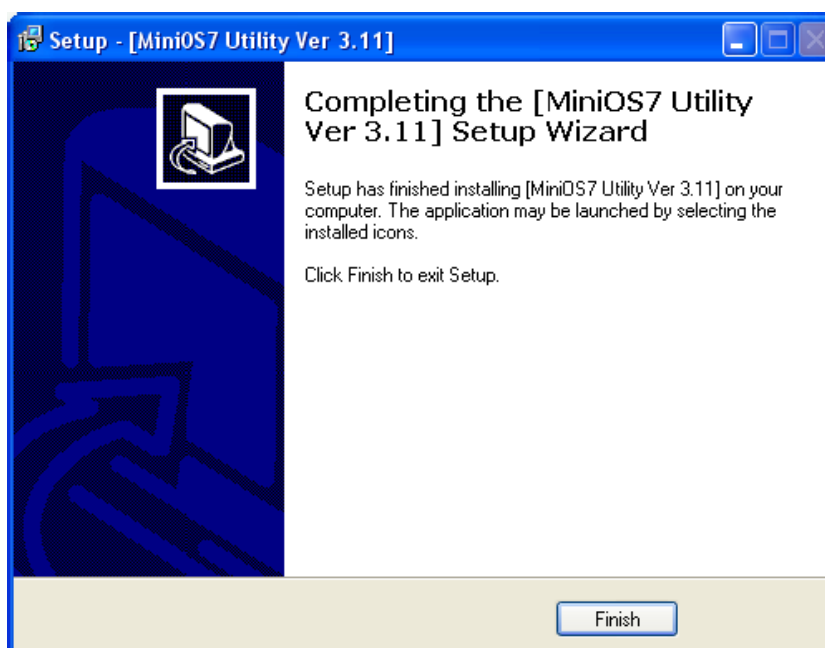 Setup - [MiniOS7 Utility Ver 3.11]
Completing the [MiniOS7 Utility
Ver 3.11] Setup Wizard
Setup has finished installing [MiniOS7 Utility Ver 3.11] on your
computer. The application may be launched by selecting the
installed icons.
Click Finish to exit Setup.
Finish